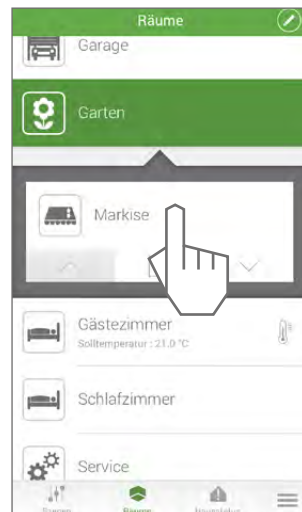 Räume
Garage
Garten
Markise
Gästezimmer
Solltemperatur : 21.0 °C
Schlafzimmer
Service
Räume